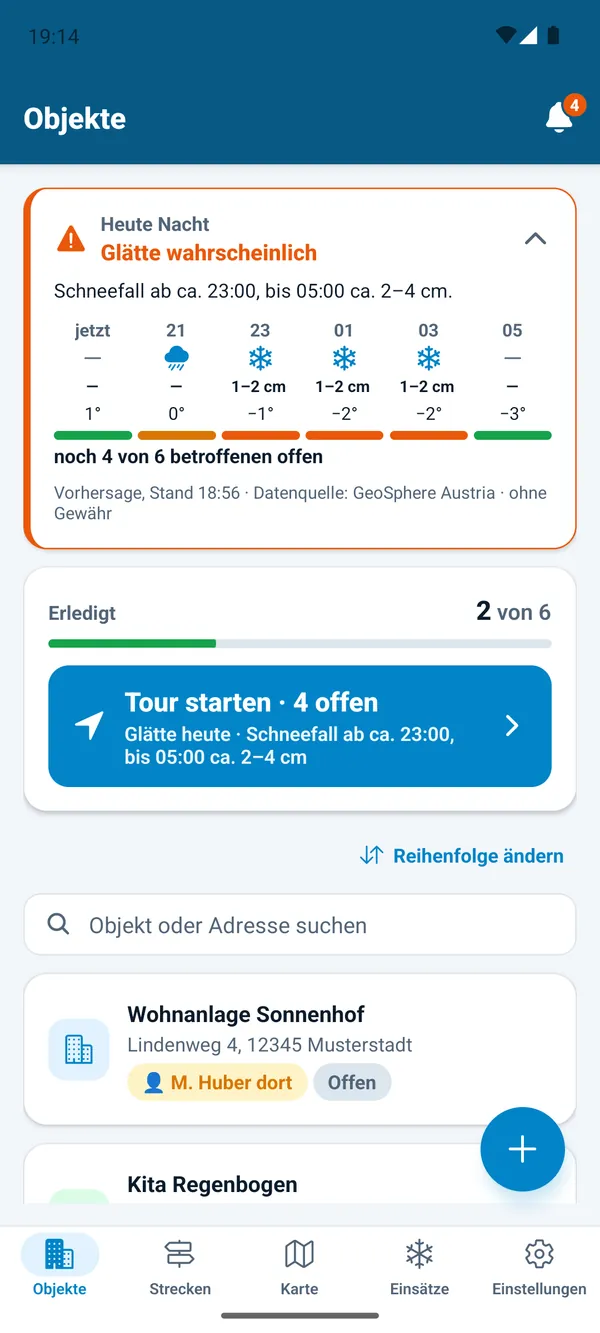 19:14
Objekte
4
Heute Nacht
Glätte wahrscheinlich
Schneefall ab ca. 23:00, bis 05:00 ca. 2–4 cm.
jetzt 21 23 01 03 05
— —
– – 1–2 cm 1–2 cm 1–2 cm –
1° 0° −1° −2° −2° −3°
noch 4 von 6 betroffenen offen
Vorhersage, Stand 18:56 · Datenquelle: GeoSphere Austria · ohne
Gewähr
Erledigt 2 von 6
Tour starten · 4 offen
Glätte heute · Schneefall ab ca. 23:00,
bis 05:00 ca. 2–4 cm
Reihenfolge ändern
Objekt oder Adresse suchen
Wohnanlage Sonnenhof
Lindenweg 4, 12345 Musterstadt
M. Huber dort Offen
Kita Regenbogen
Objekte Strecken Karte Einsätze Einstellungen